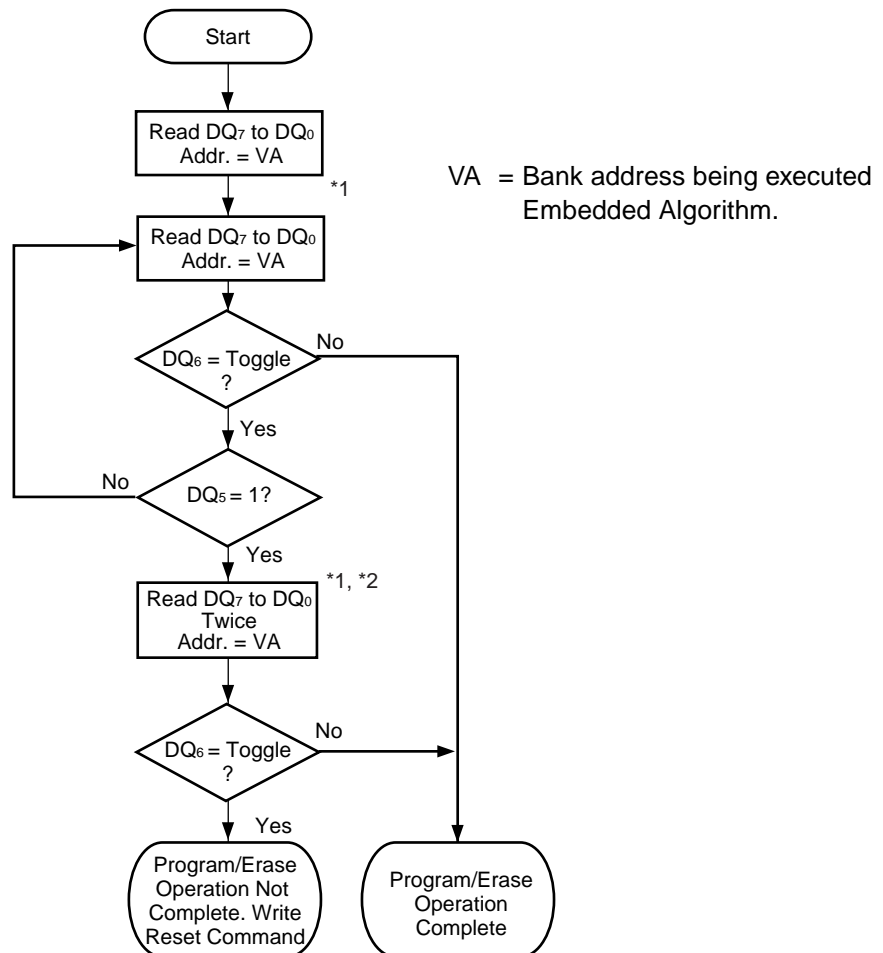 Start
Read DQ7 to DQ0
Addr. = VA
*1
VA = Bank address being executed
Embedded Algorithm.
Read DQ7 to DQ0
Addr. = VA
DQ6 = Toggle
?
No
Yes
No
DQ5 = 1?
Yes
*1, *2
Read DQ7 to DQ0
Twice
Addr. = VA
DQ6 = Toggle
?
No
Yes
Program/Erase
Operation Not
Complete. Write
Reset Command
Program/Erase
Operation
Complete